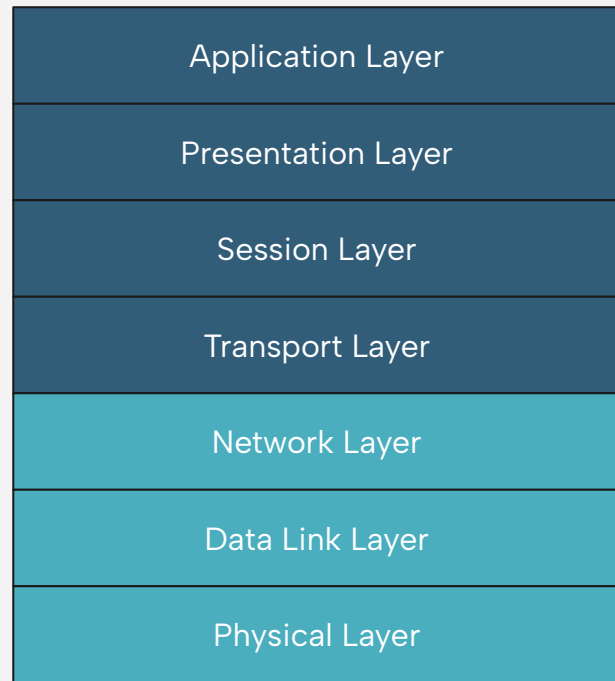 Application Layer
Presentation Layer
Session Layer
Transport Layer
Network Layer
Data Link Layer
Physical Layer